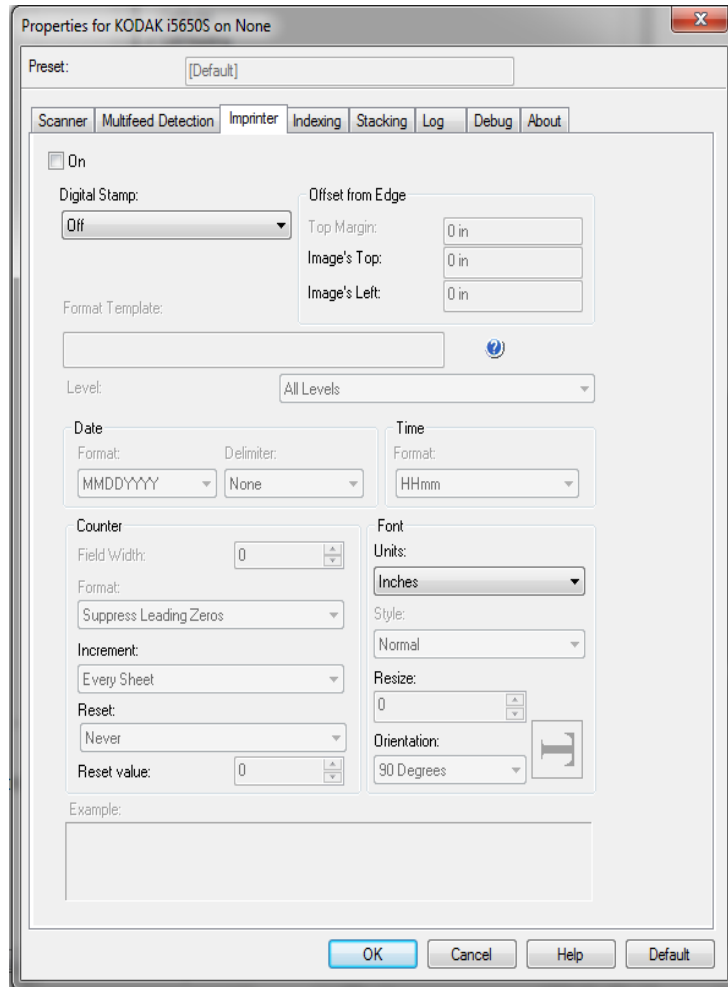 Properties for KODAK i5650S on None
Preset: [Default]
Scanner Multifeed Detection Imprinter Indexing Stacking Log Debug About
On
Digital Stamp:
Off
Offset from Edge
Top Margin: 0 in
Image's Top: 0 in
Image's Left: 0 in
Format Template:
Level: All Levels
Date
Format: Delimiter:
MMDDYYYY None
Time
Format:
HHmm
Counter
Field Width: 0
Format:
Suppress Leading Zeros
Increment:
Every Sheet
Reset:
Never
Reset value: 0
Font
Units:
Inches
Style:
Normal
Resize:
0
Orientation:
90 Degrees
T
Example:
OK Cancel Help Default